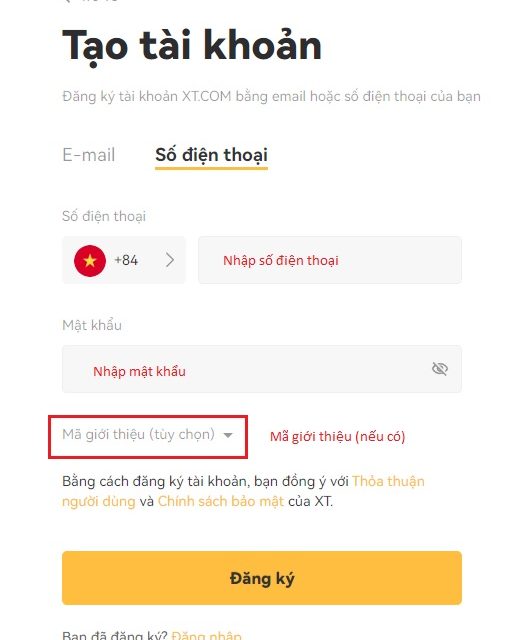 Tạo tài khoản
Đăng ký tài khoản XT.COM bằng email hoặc số điện thoại của bạn
E-mail Số điện thoại
Số điện thoại
+84 Nhập số điện thoại
Mật khẩu
Nhập mật khẩu
Mã giới thiệu (tùy chọn) Mã giới thiệu (nếu có)
Bằng cách đăng ký tài khoản, bạn đồng ý với Thỏa thuận
người dùng và Chính sách bảo mật của XT.
Đăng ký
Bạn đã đăng ký? Đăng nhập